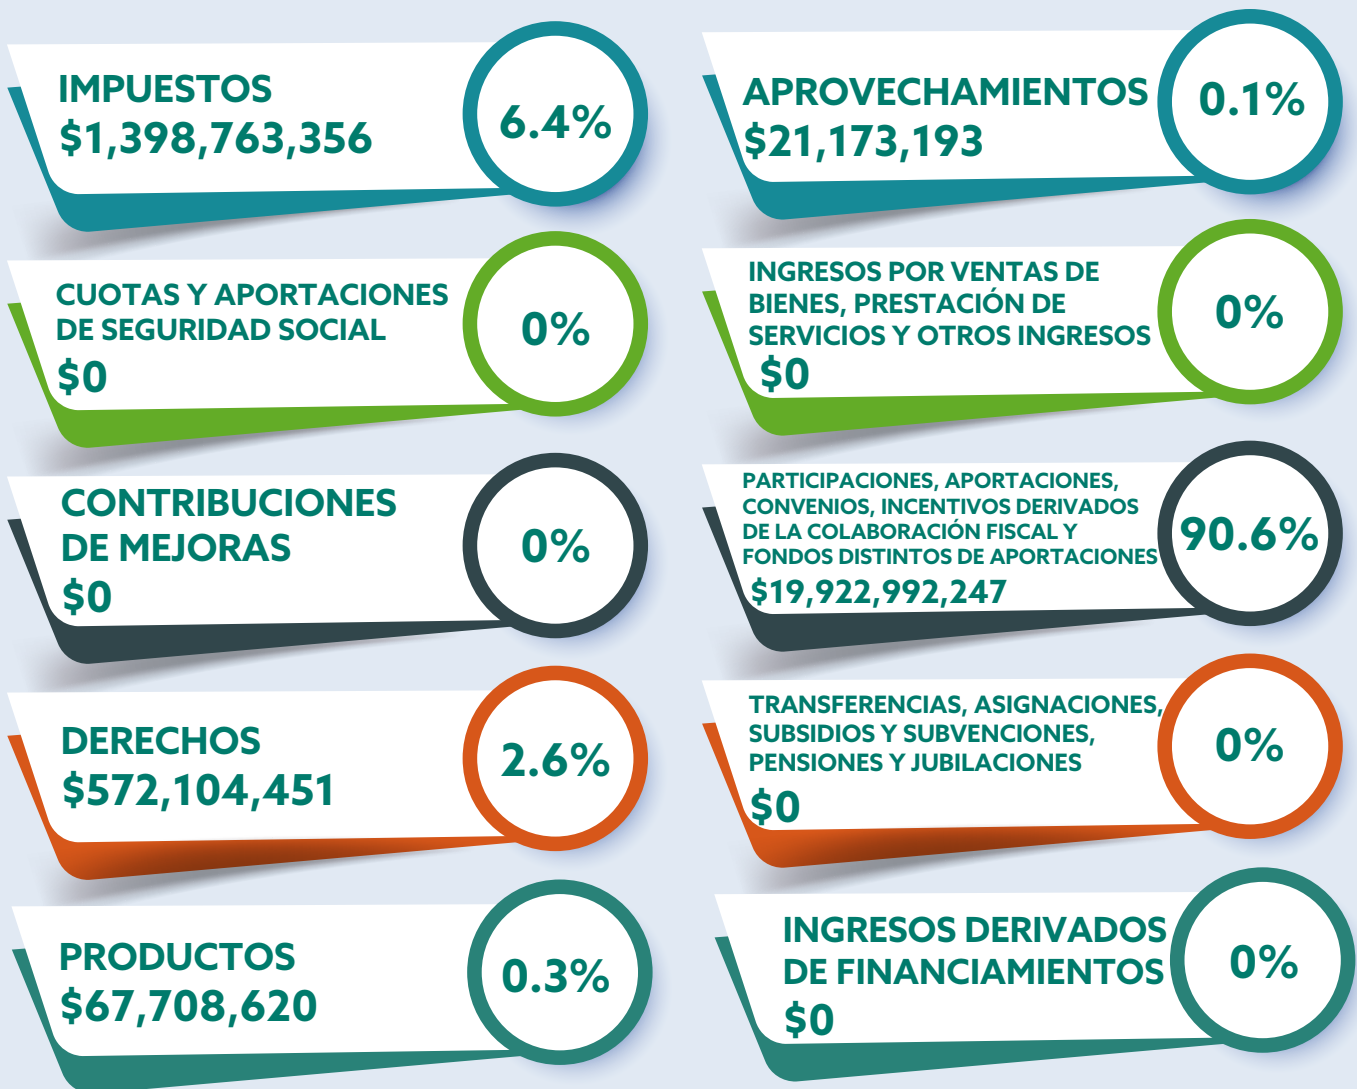 IMPUESTOS
$1,398,763,356
6.4%
CUOTAS Y APORTACIONES
DE SEGURIDAD SOCIAL
$0
0%
CONTRIBUCIONES
DE MEJORAS
$0
0%
DERECHOS
$572,104,451
2.6%
PRODUCTOS
$67,708,620
0.3%
APROVECHAMIENTOS
$21,173,193
0.1%
INGRESOS POR VENTAS DE
BIENES, PRESTACIÓN DE
SERVICIOS Y OTROS INGRESOS
$0
0%
PARTICIPACIONES, APORTACIONES,
CONVENIOS, INCENTIVOS DERIVADOS
DE LA COLABORACIÓN FISCAL Y
FONDOS DISTINTOS DE APORTACIONES
$19,922,992,247
90.6%
TRANSFERENCIAS, ASIGNACIONES,
SUBSIDIOS Y SUBVENCIONES,
PENSIONES Y JUBILACIONES
$0
0%
INGRESOS DERIVADOS
DE FINANCIAMIENTOS
$0
0%